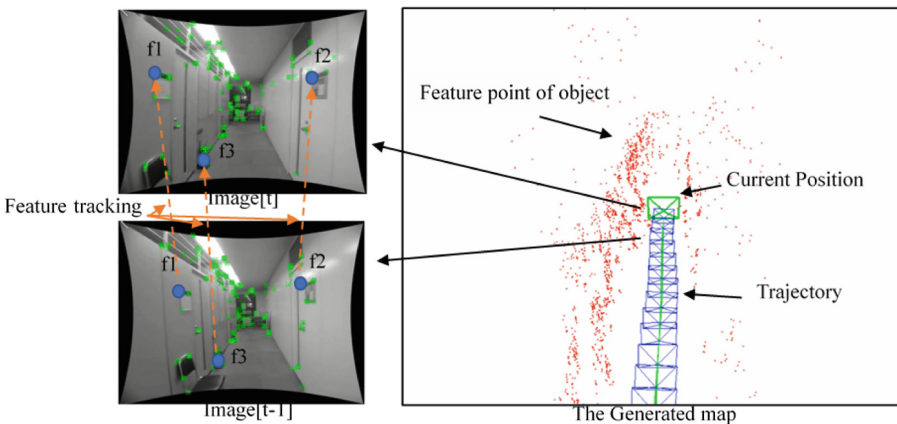 f1
f2
f3
Image[t]
Feature tracking
f1
f2
f3
Image[t-1]
Feature point of object
Current Position
Trajectory
The Generated map